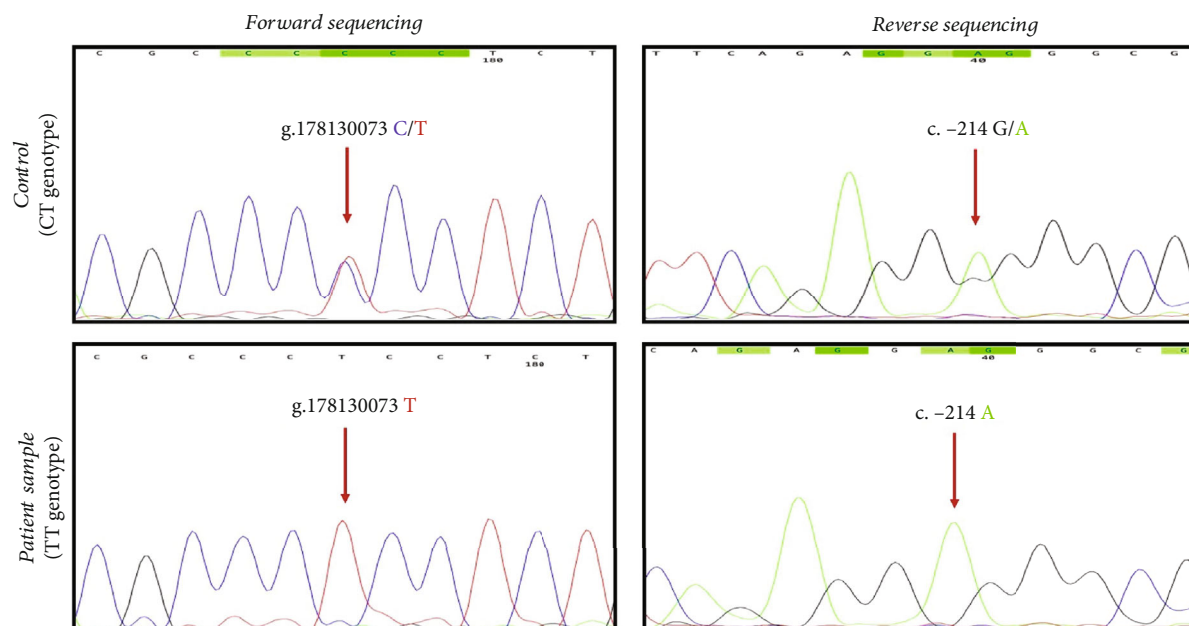 Forward sequencing
Reverse sequencing
Control
(CT genotype)
C G C C C C C C T C T
180
g.178130073 C/T
T T C A G A G G A G G G C G
40
c. –214 G/A
Patient sample
(TT genotype)
C G C C C T C C T C T
180
g.178130073 T
C A G A G G A G G G C G
40
c. –214 A